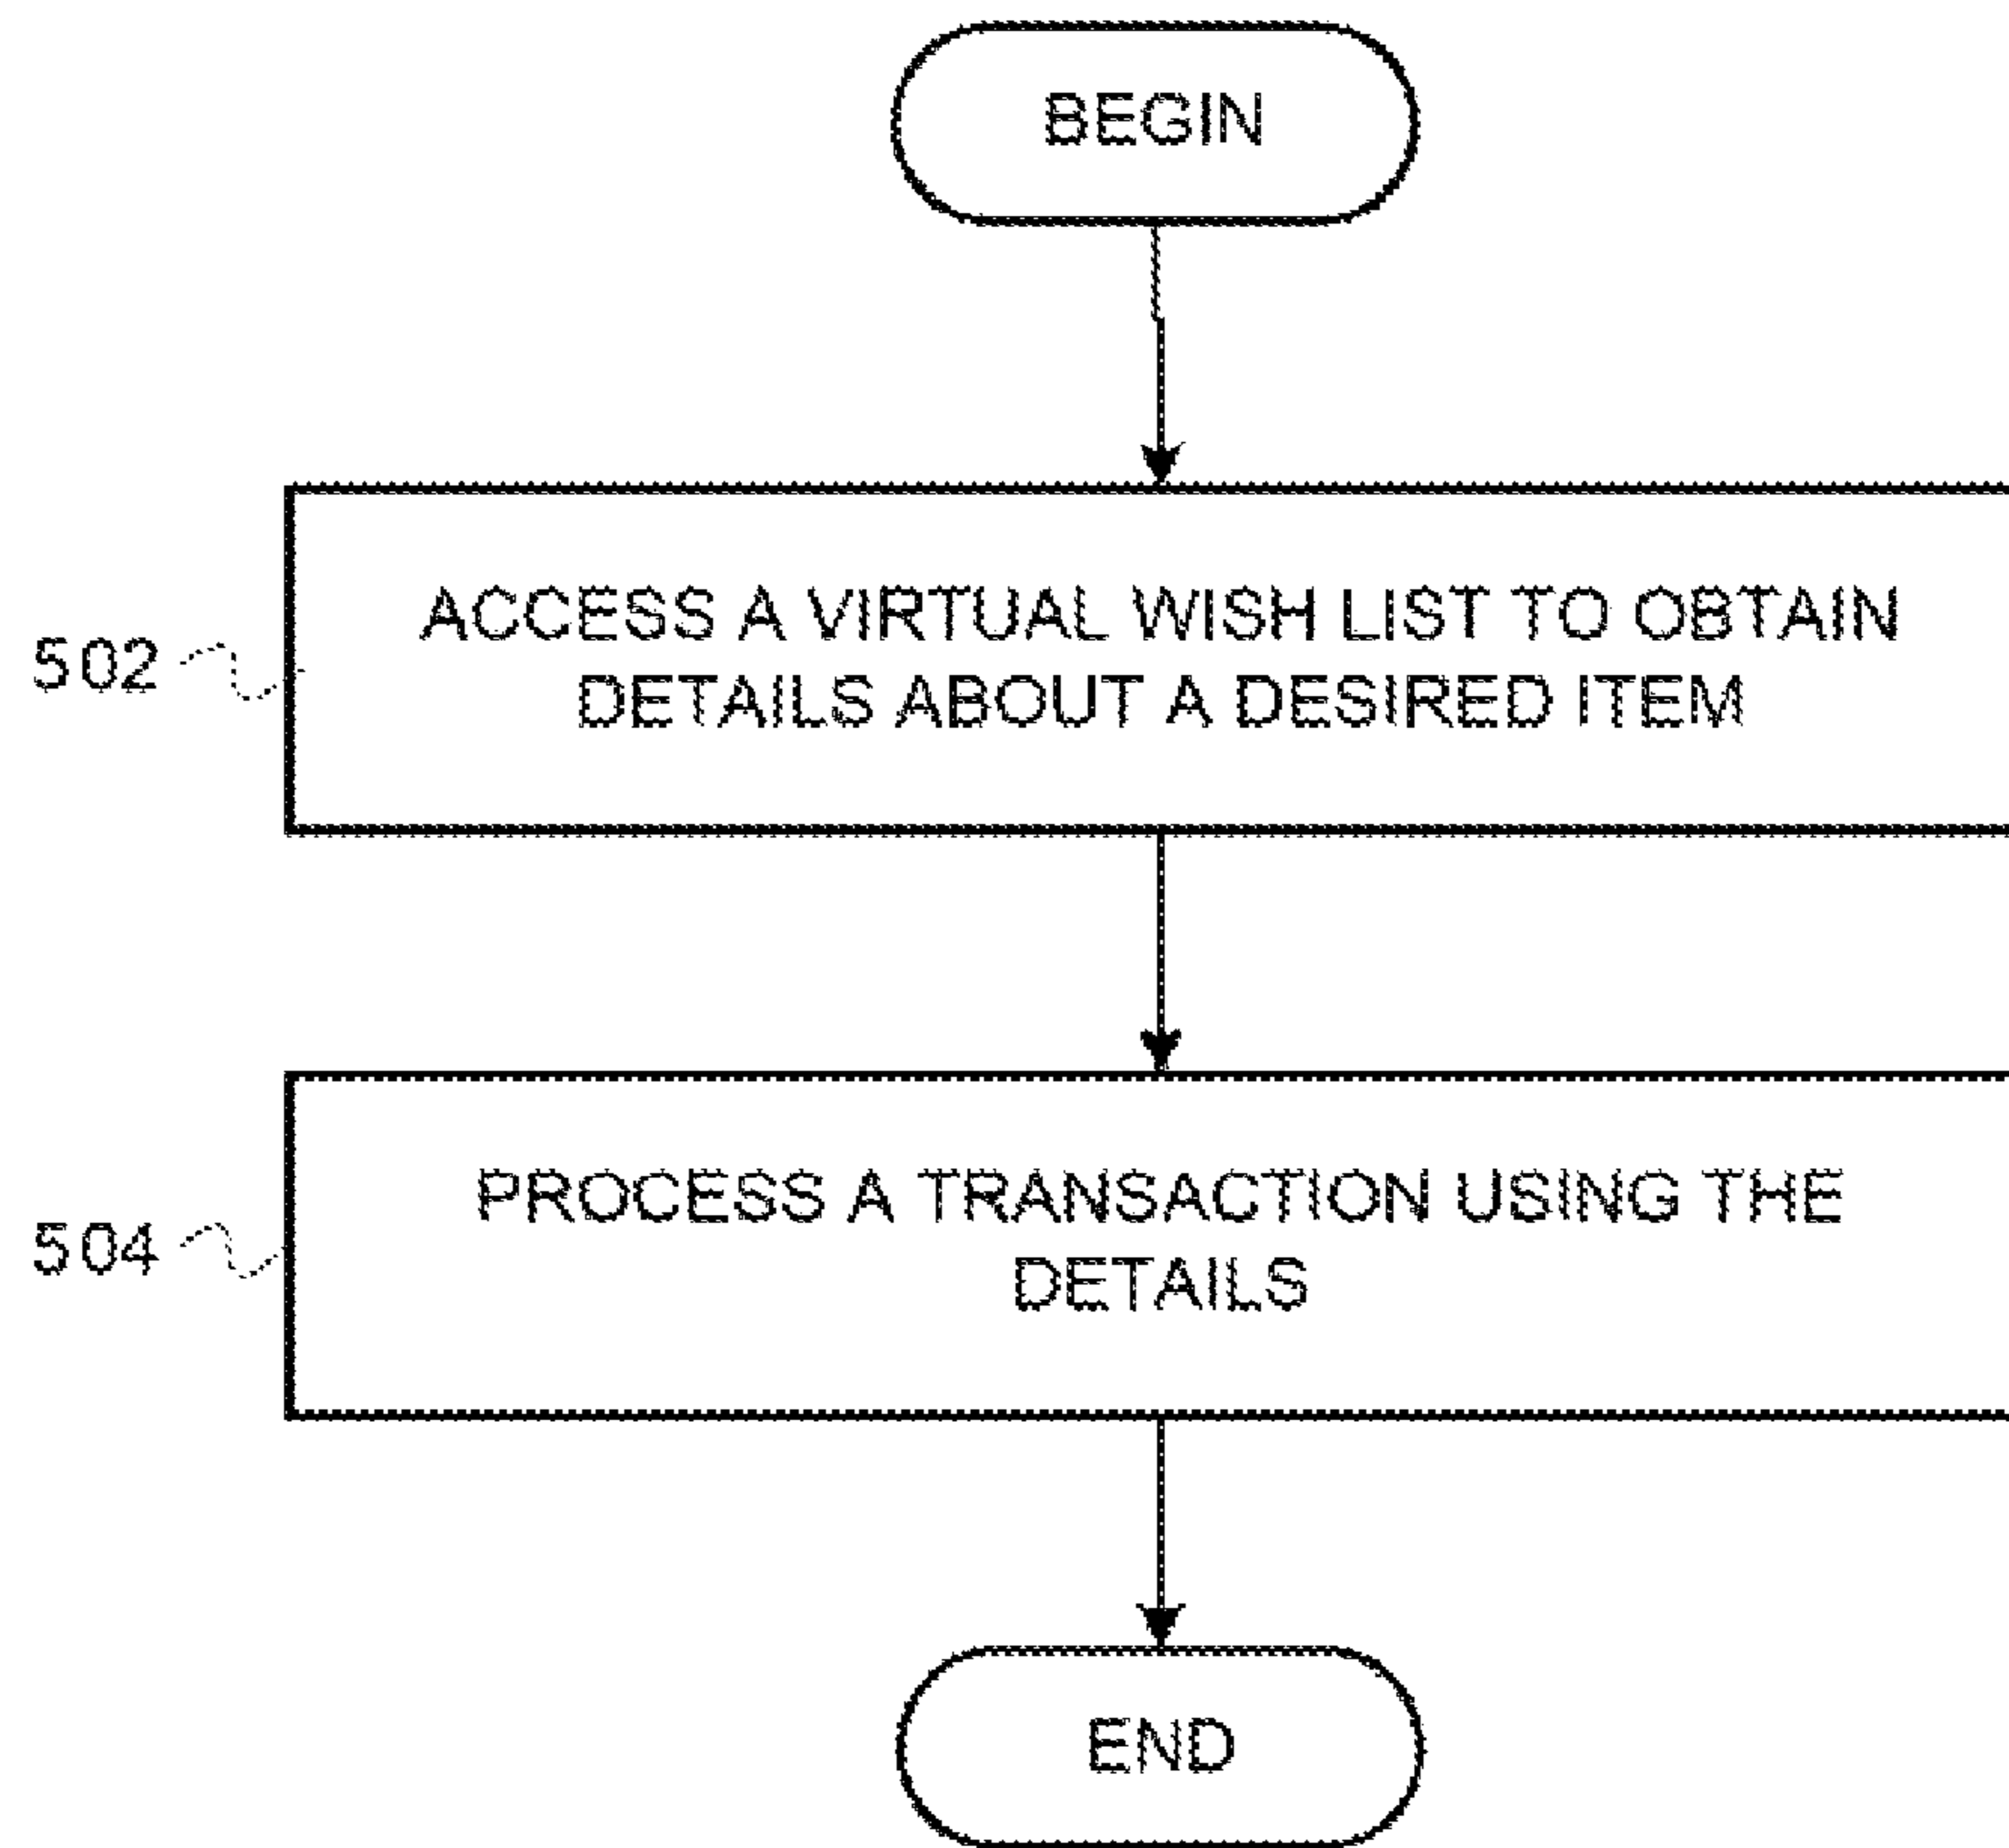 BEGIN
502
ACCESS A VIRTUAL WISH LIST TO OBTAIN
DETAILS ABOUT A DESIRED ITEM
504
PROCESS A TRANSACTION USING THE
DETAILS
END